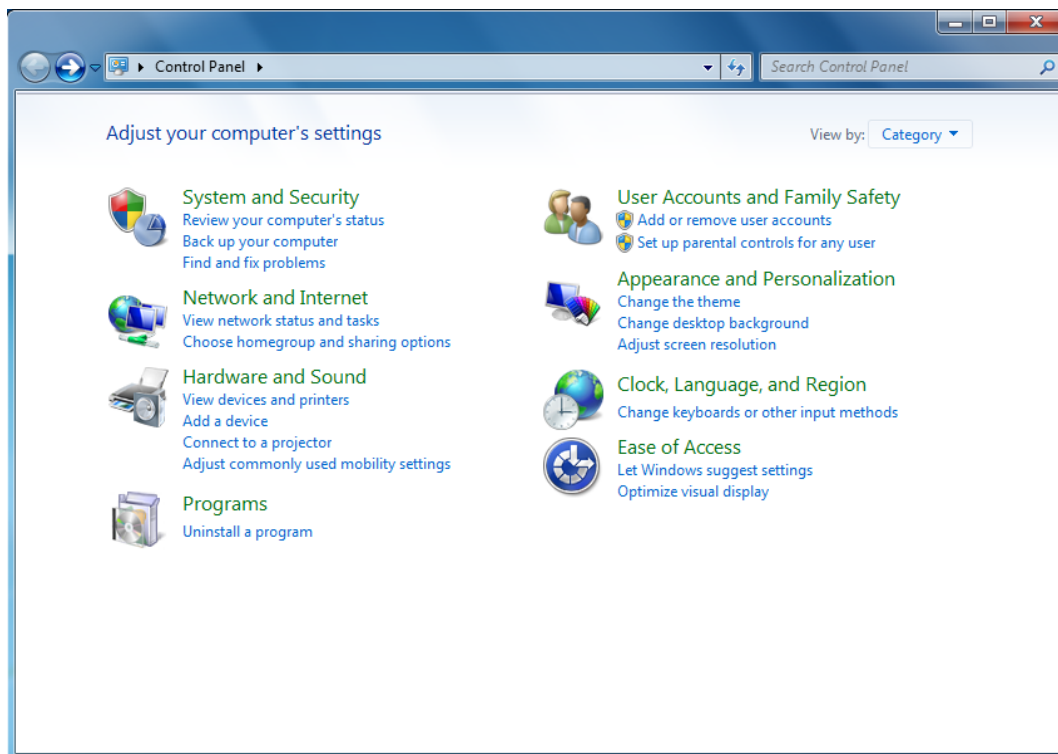 Control Panel
Search Control Panel
Adjust your computer's settings
View by: Category
System and Security
Review your computer's status
Back up your computer
Find and fix problems
Network and Internet
View network status and tasks
Choose homegroup and sharing options
Hardware and Sound
View devices and printers
Add a device
Connect to a projector
Adjust commonly used mobility settings
Programs
Uninstall a program
User Accounts and Family Safety
Add or remove user accounts
Set up parental controls for any user
Appearance and Personalization
Change the theme
Change desktop background
Adjust screen resolution
Clock, Language, and Region
Change keyboards or other input methods
Ease of Access
Let Windows suggest settings
Optimize visual display